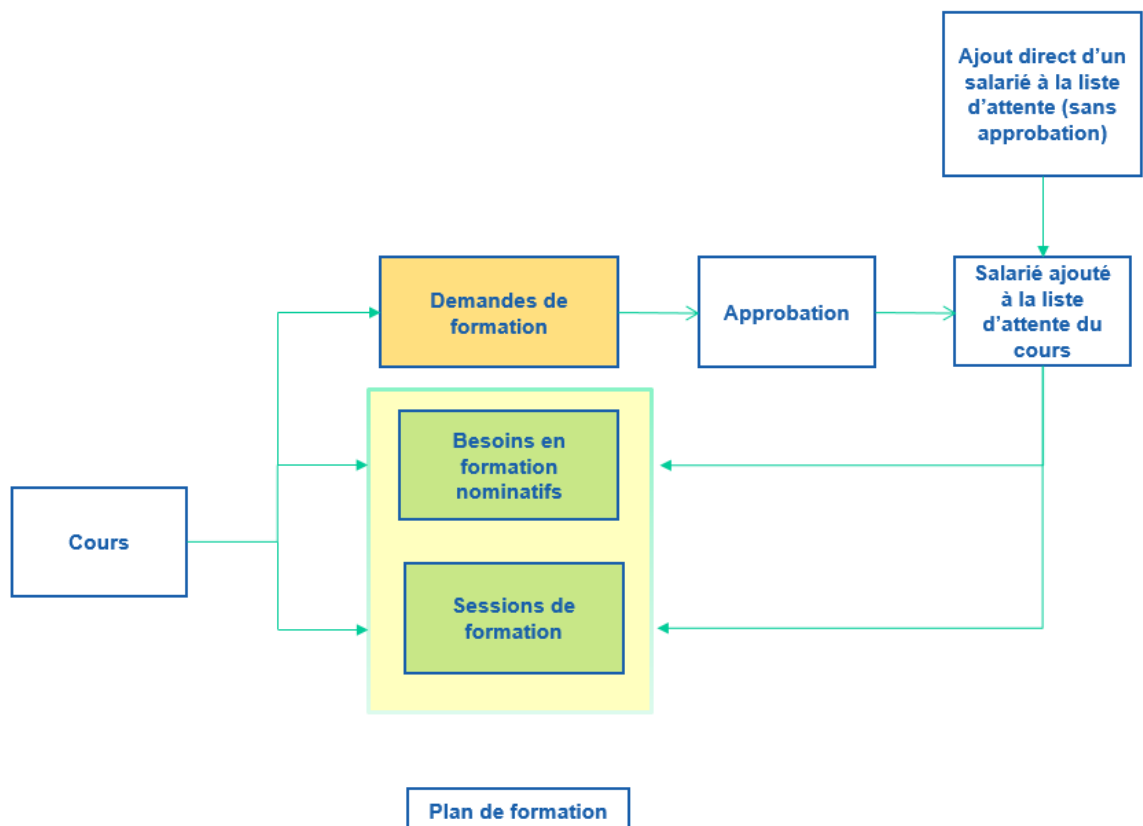 Ajout direct d'un
salarié à la liste
d'attente (sans
approbation)
Demandes de
formation
Approbation
Salarié ajouté
à la liste
d'attente du
cours
Besoins en
formation
nominatifs
Cours
Sessions de
formation
Plan de formation